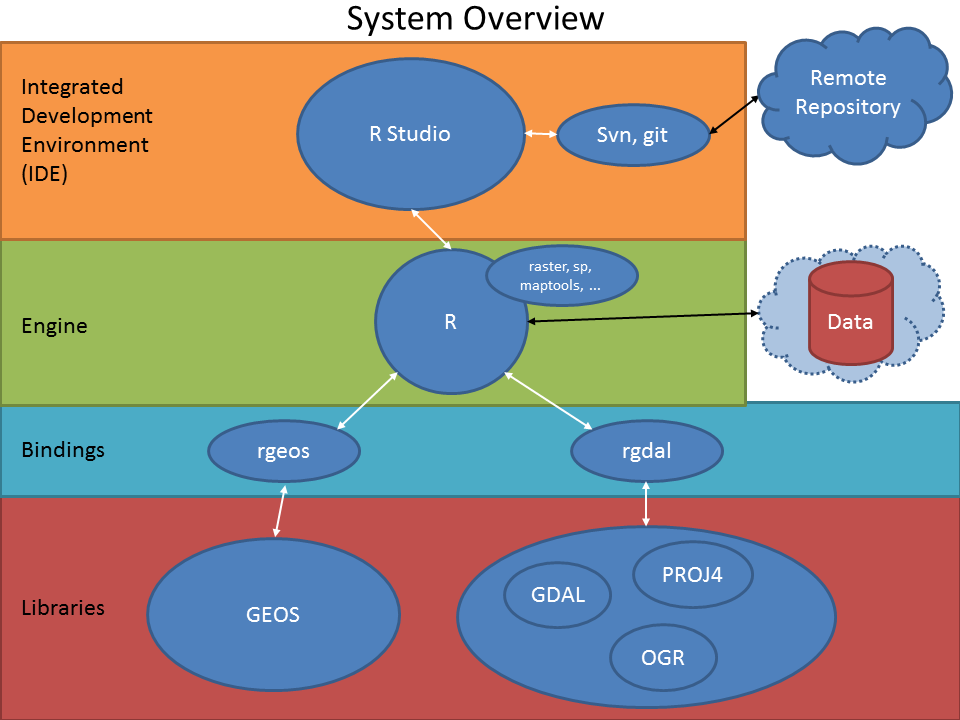 System Overview
Integrated
Development
Environment
(IDE)
R Studio
Svn, git
Remote
Repository
Engine
R
raster, sp,
maptools, ...
Data
Bindings
rgeos
rgdal
Libraries
GEOS
GDAL
PROJ4
OGR